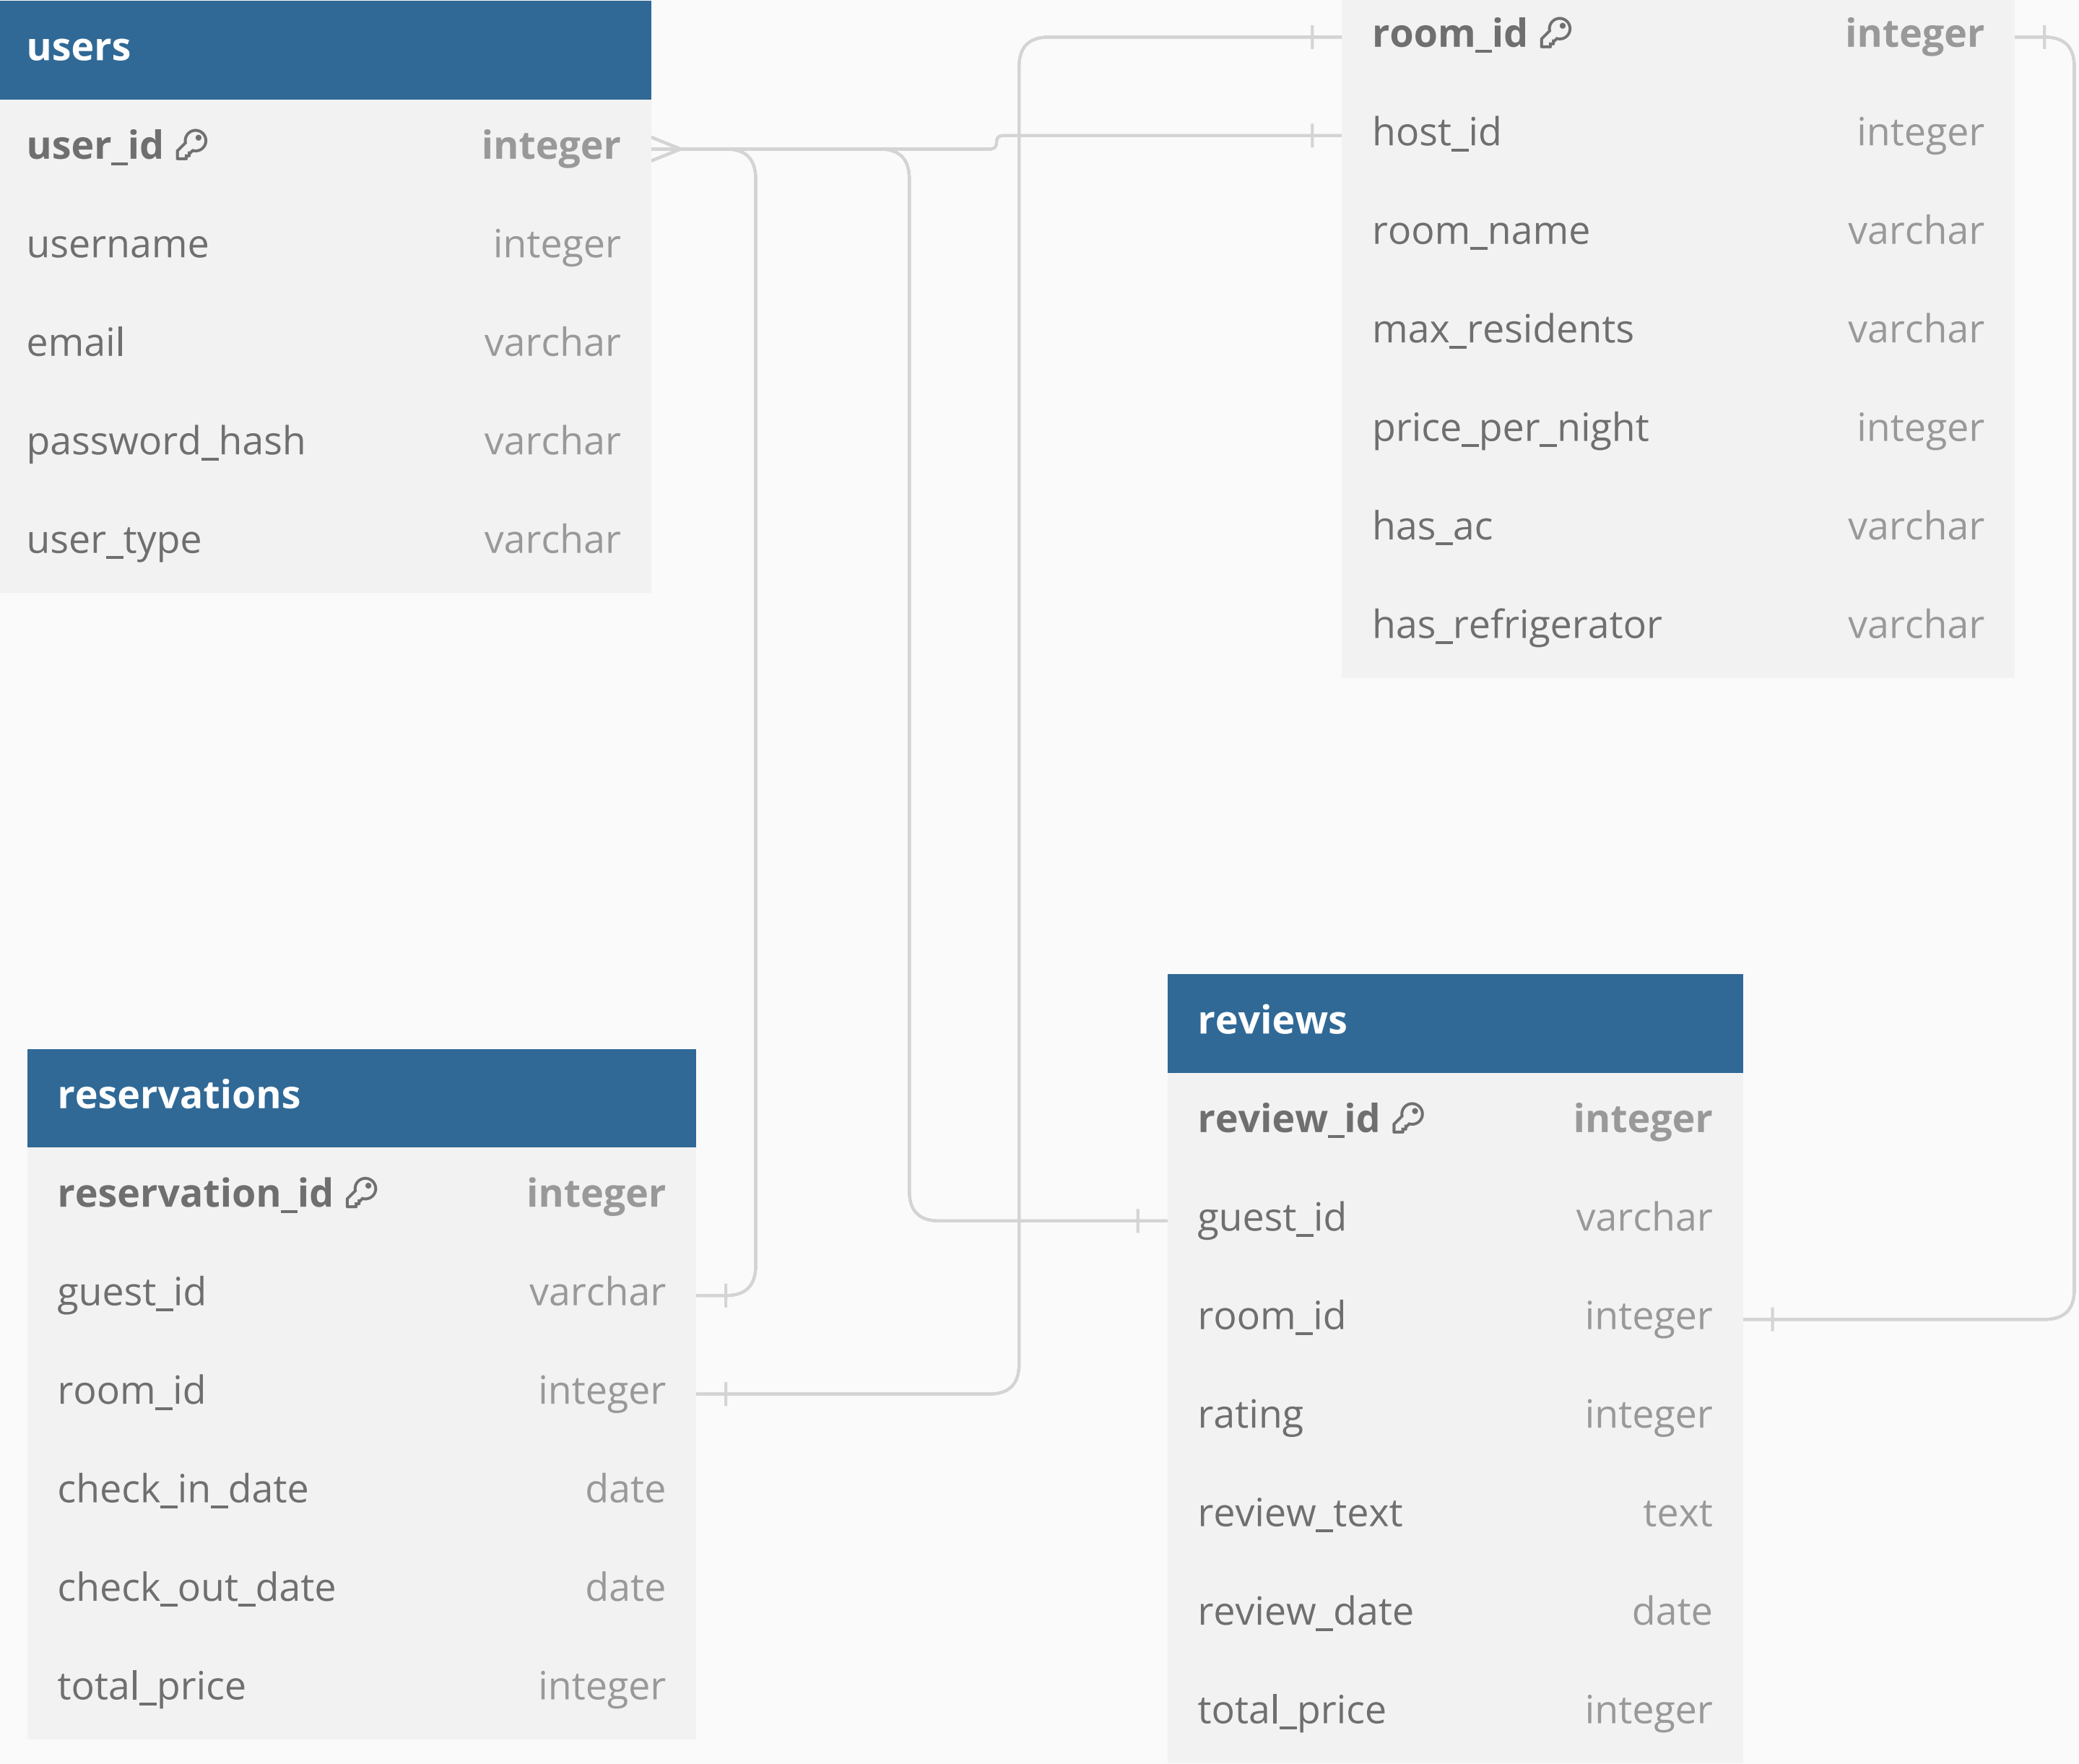 users
user_id integer
username integer
email varchar
password_hash varchar
user_type varchar
room_id integer
host_id integer
room_name varchar
max_residents varchar
price_per_night integer
has_ac varchar
has_refrigerator varchar
reservations
reservation_id integer
guest_id varchar
room_id integer
check_in_date date
check_out_date date
total_price integer
reviews
review_id integer
guest_id varchar
room_id integer
rating integer
review_text text
review_date date
total_price integer